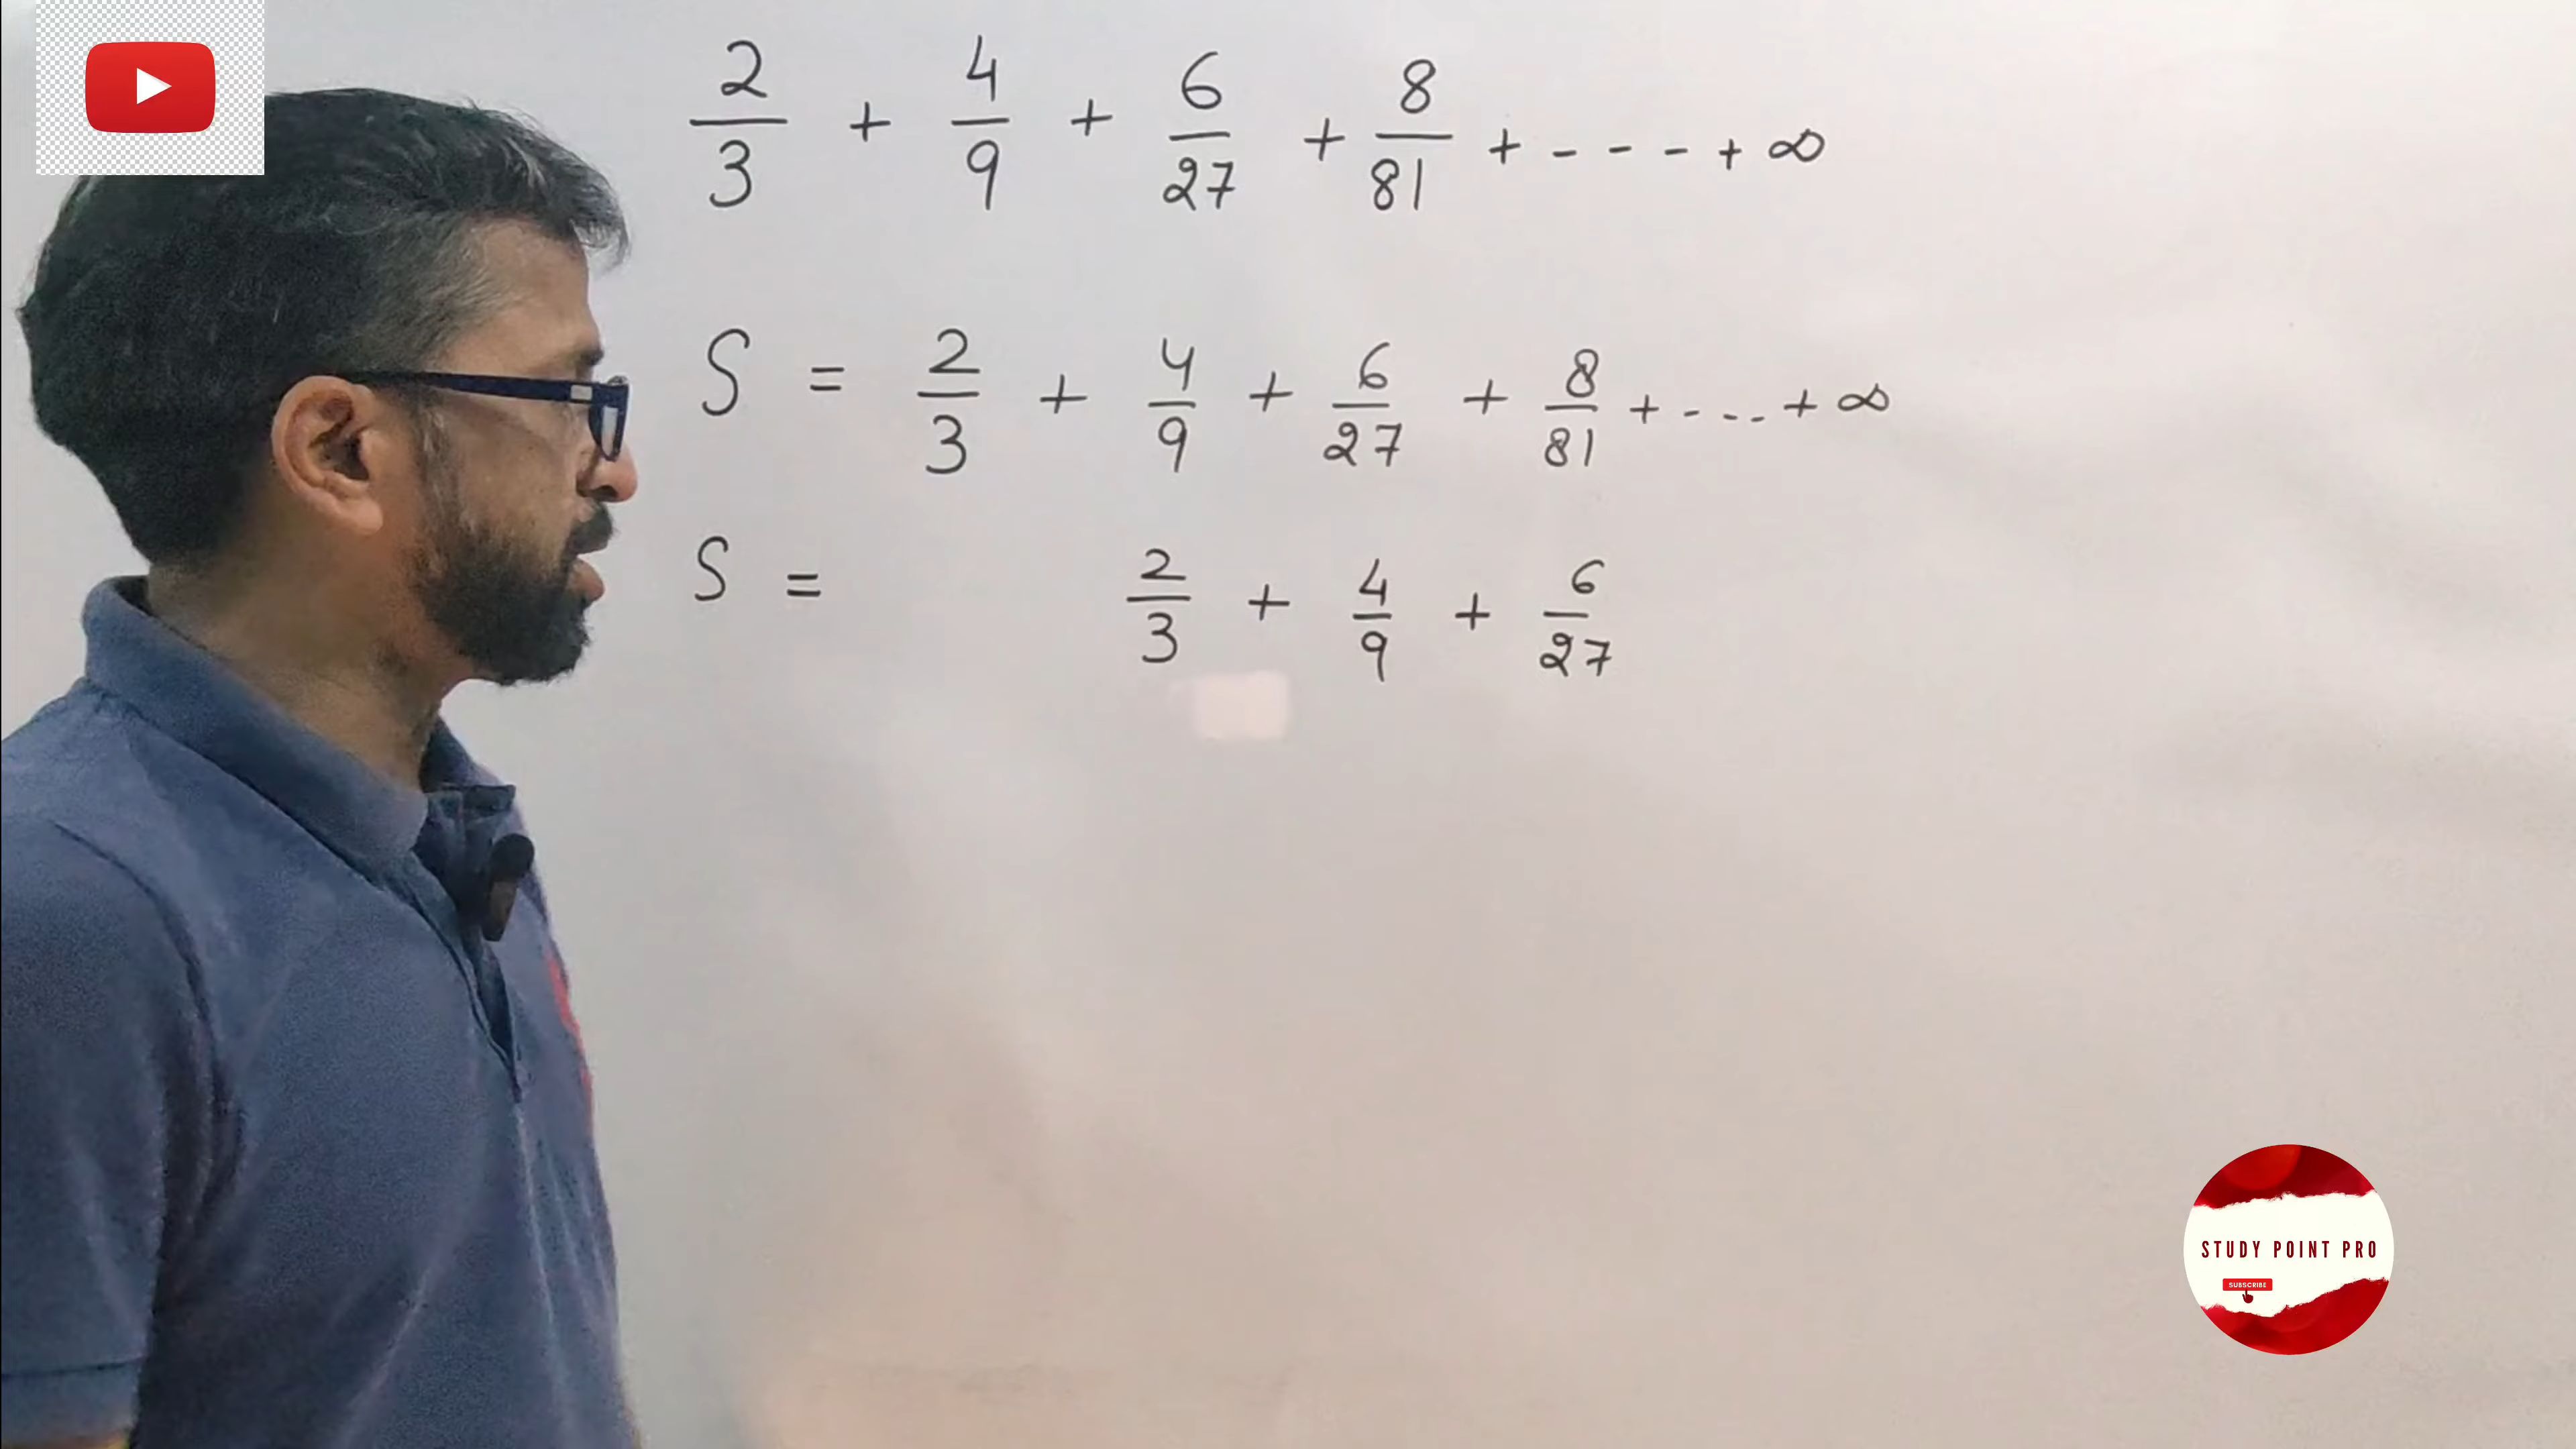 2/3 + 4/9 + 6/27 + 8/81 + - - - + ∞
S = 2/3 + 4/9 + 6/27 + 8/81 + - - - + ∞
S = 2/3 + 4/9 + 6/27
STUDY POINT PRO
SUBSCRIBE